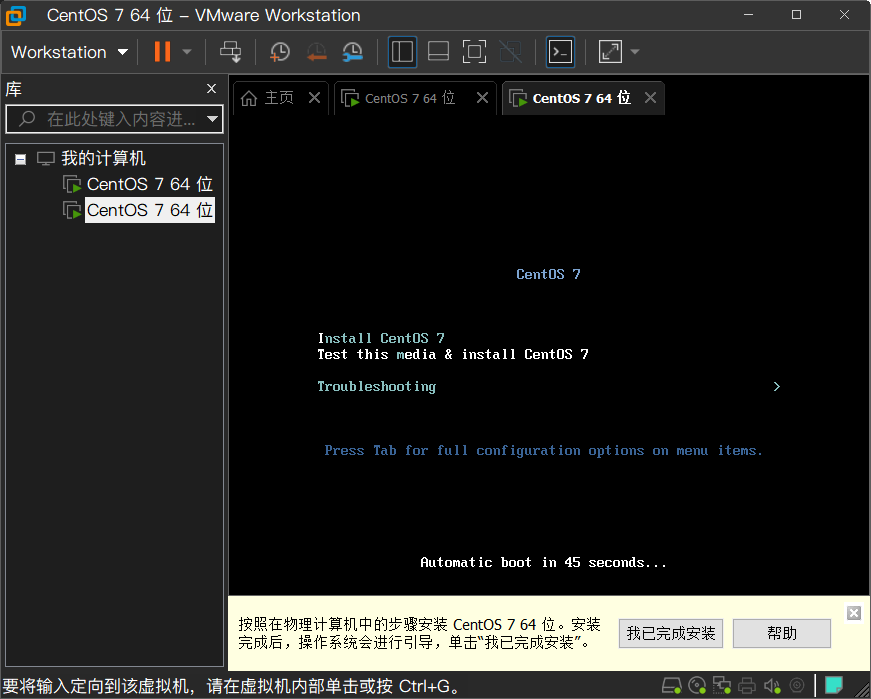 CentOS 7 64 位 - VMware Workstation
Workstation
库
在此处键入内容进...
我的计算机
CentOS 7 64 位
CentOS 7 64 位
主页
CentOS 7 64 位
CentOS 7 64 位
CentOS 7
Install CentOS 7
Test this media & install CentOS 7
Troubleshooting >
Press Tab for full configuration options on menu items.
Automatic boot in 45 seconds...
按照在物理计算机中的步骤安装 CentOS 7 64 位。安装
完成后，操作系统会进行引导，单击“我已完成安装”。
我已完成安装
帮助
要将输入定向到该虚拟机，请在虚拟机内部单击或按 Ctrl+G。